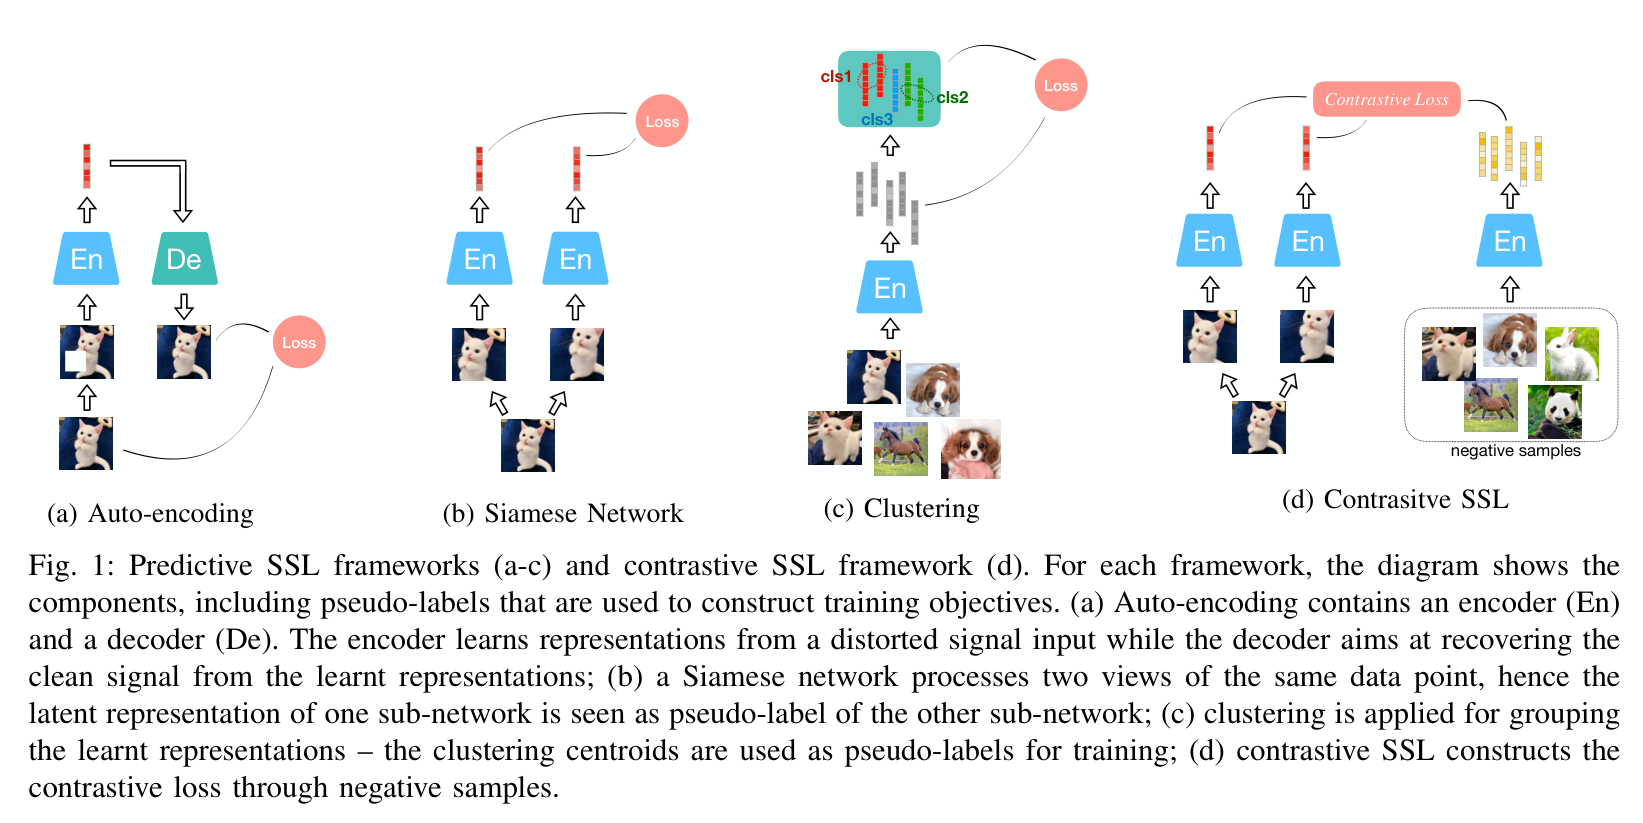 En
De
Loss
(a) Auto-encoding
En
En
Loss
(b) Siamese Network
cls1
cls2
cls3
Loss
En
(c) Clustering
Contrastive Loss
En
En
En
negative samples
(d) Contrasitve SSL
Fig. 1: Predictive SSL frameworks (a-c) and contrastive SSL framework (d). For each framework, the diagram shows the
components, including pseudo-labels that are used to construct training objectives. (a) Auto-encoding contains an encoder (En)
and a decoder (De). The encoder learns representations from a distorted signal input while the decoder aims at recovering the
clean signal from the learnt representations; (b) a Siamese network processes two views of the same data point, hence the
latent representation of one sub-network is seen as pseudo-label of the other sub-network; (c) clustering is applied for grouping
the learnt representations – the clustering centroids are used as pseudo-labels for training; (d) contrastive SSL constructs the
contrastive loss through negative samples.